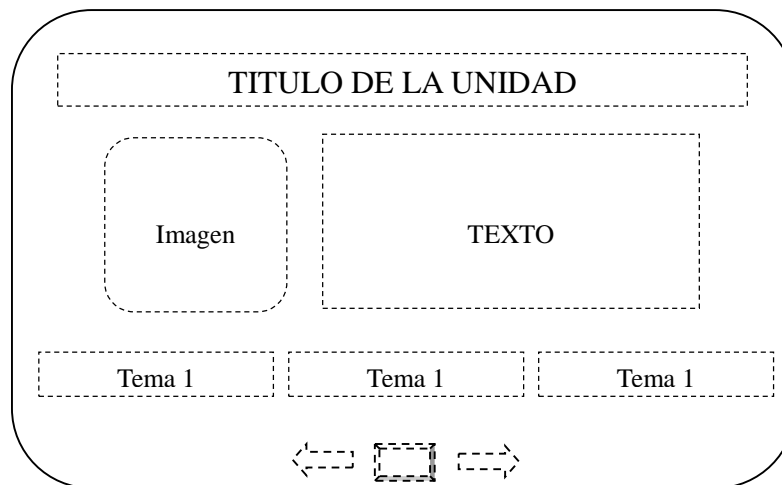 TITULO DE LA UNIDAD
Imagen
TEXTO
Tema 1
Tema 1
Tema 1